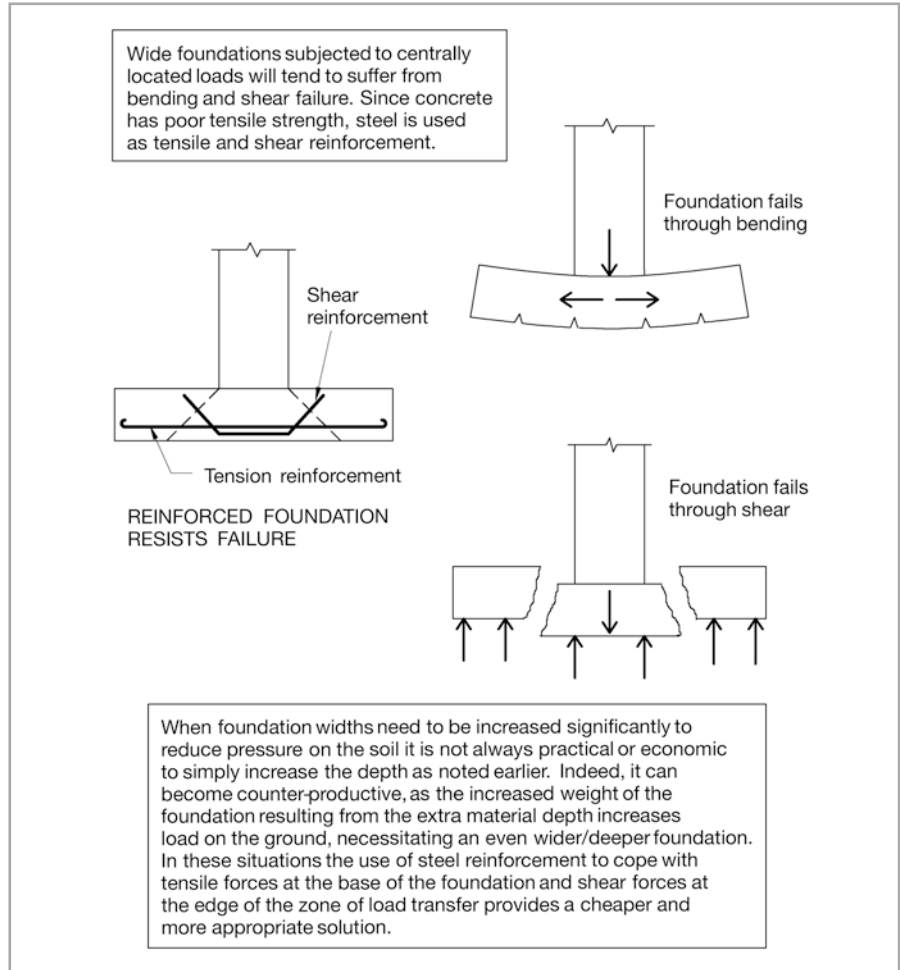 Wide foundations subjected to centrally
located loads will tend to suffer from
bending and shear failure. Since concrete
has poor tensile strength, steel is used
as tensile and shear reinforcement.
Foundation fails
through bending
Shear
reinforcement
Tension reinforcement
REINFORCED FOUNDATION
RESISTS FAILURE
Foundation fails
through shear
When foundation widths need to be increased significantly to
reduce pressure on the soil it is not always practical or economic
to simply increase the depth as noted earlier. Indeed, it can
become counter-productive, as the increased weight of the
foundation resulting from the extra material depth increases
load on the ground, necessitating an even wider/deeper foundation.
In these situations the use of steel reinforcement to cope with
tensile forces at the base of the foundation and shear forces at
the edge of the zone of load transfer provides a cheaper and
more appropriate solution.